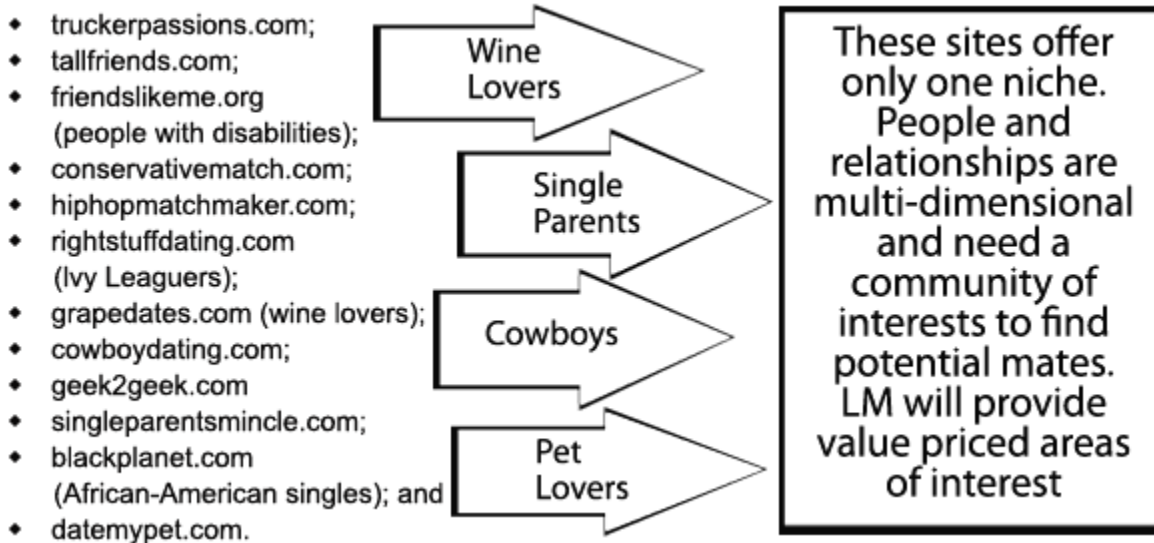 ◆ truckerpassions.com;
◆ tallfriends.com;
◆ friendslikeme.org
(people with disabilities);
◆ conservativematch.com;
◆ hiphopmatchmaker.com;
◆ rightstuffdating.com
(Ivy Leaguers);
◆ grapedates.com (wine lovers);
◆ cowboydating.com;
◆ geek2geek.com
◆ singleparentsmincle.com;
◆ blackplanet.com
(African-American singles); and
◆ datemypet.com.
Wine
Lovers
Single
Parents
Cowboys
Pet
Lovers
These sites offer
only one niche.
People and
relationships are
multi-dimensional
and need a
community of
interests to find
potential mates.
LM will provide
value priced areas
of interest